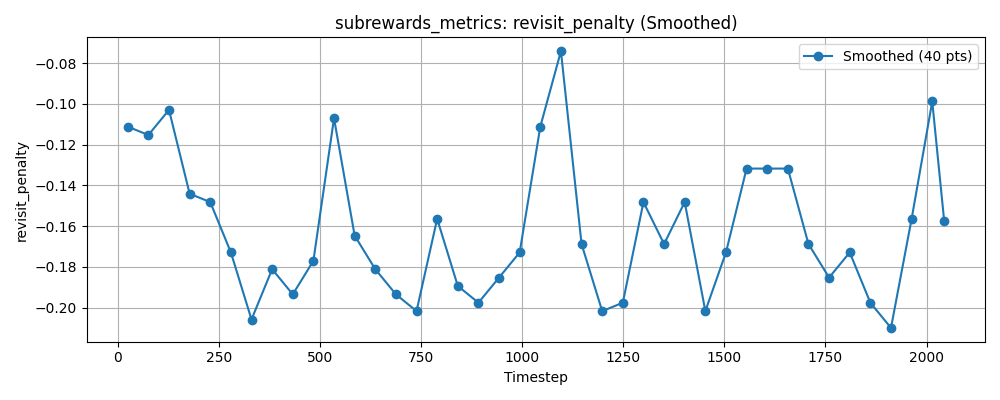 subrewards_metrics: revisit_penalty (Smoothed)
Smoothed (40 pts)
revisit_penalty
−0.08
−0.10
−0.12
−0.14
−0.16
−0.18
−0.20
0 250 500 750 1000 1250 1500 1750 2000
Timestep